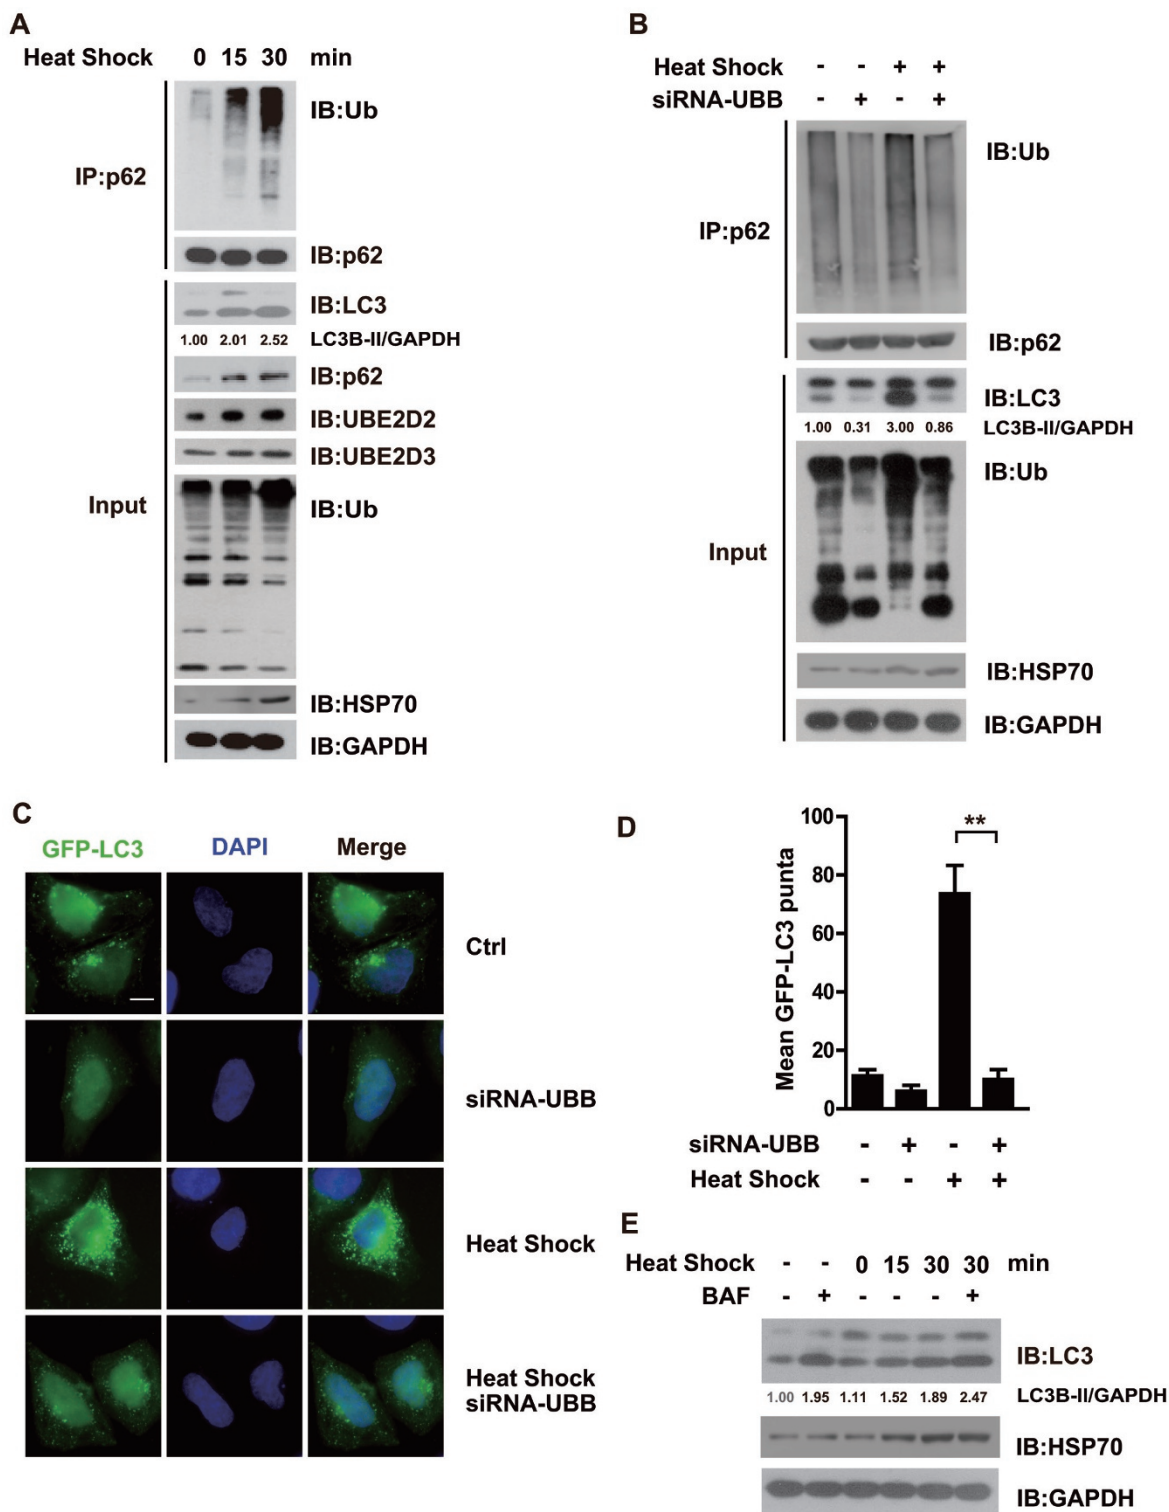 A
Heat Shock 0 15 30 min
IB:Ub
IP:p62
IB:p62
IB:LC3
1.00 2.01 2.52 LC3B-II/GAPDH
IB:p62
IB:UBE2D2
IB:UBE2D3
Input
IB:Ub
IB:HSP70
IB:GAPDH
B
Heat Shock - - + +
siRNA-UBB - + - +
IB:Ub
IP:p62
IB:p62
IB:LC3
1.00 0.31 3.00 0.86 LC3B-II/GAPDH
IB:Ub
Input
IB:HSP70
IB:GAPDH
C
GFP-LC3 DAPI Merge
Ctrl
siRNA-UBB
Heat Shock
Heat Shock
siRNA-UBB
D
100
80
60
40
20
0
Mean GFP-LC3 punta
**
siRNA-UBB - + - +
Heat Shock - - + +
E
Heat Shock - - 0 15 30 30 min
BAF - + - - - +
IB:LC3
1.00 1.95 1.11 1.52 1.89 2.47 LC3B-II/GAPDH
IB:HSP70
IB:GAPDH